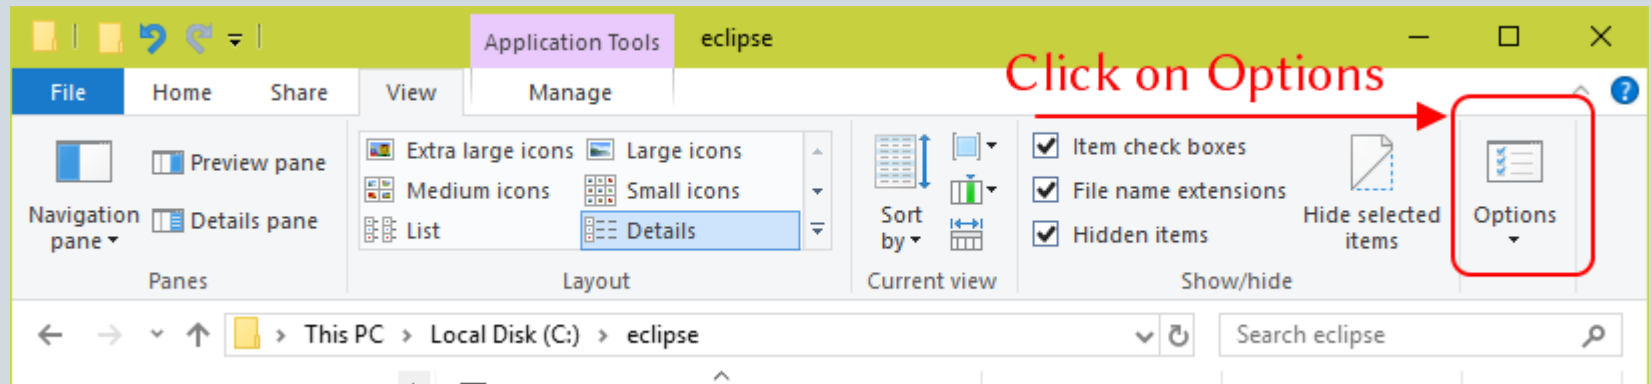 Application Tools eclipse
Click on Options
File Home Share View Manage
Navigation pane
Preview pane
Details pane
Panes
Extra large icons Large icons
Medium icons Small icons
List Details
Layout
Sort by
Current view
Item check boxes
File name extensions
Hidden items
Hide selected items
Show/hide
Options
This PC > Local Disk (C:) > eclipse
Search eclipse